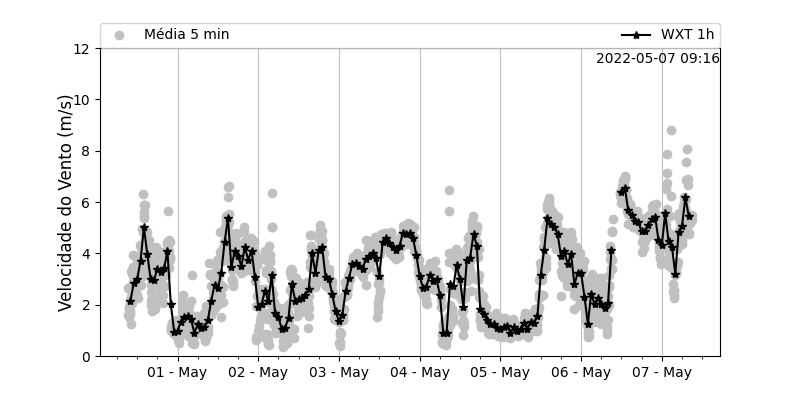 Média 5 min
WXT 1h
2022-05-07 09:16
Velocidade do Vento (m/s)
12
10
8
6
4
2
0
01 - May
02 - May
03 - May
04 - May
05 - May
06 - May
07 - May